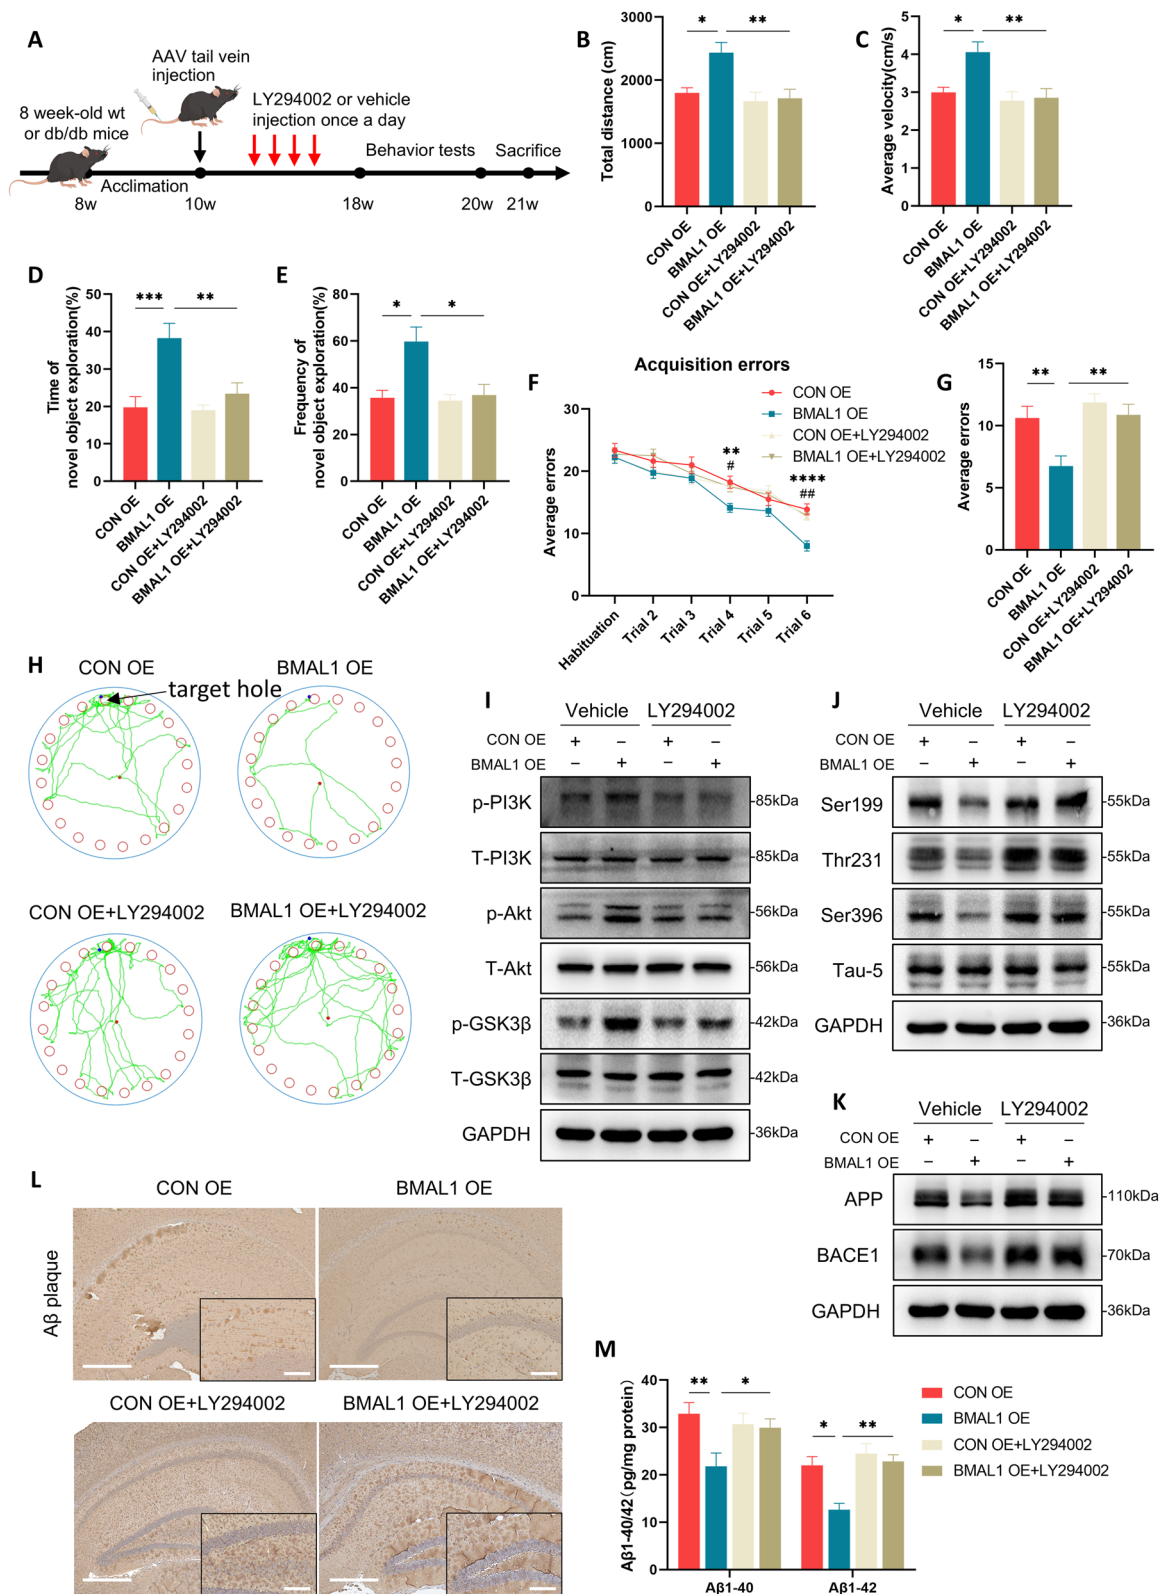 A
AAV tail vein
injection
8 week-old wt
or db/db mice
LY294002 or vehicle
injection once a day
Acclimation
Behavior tests
Sacrifice
8w
10w
18w
20w
21w
B
Total distance (cm)
3000
2000
1000
0
*
**
CON OE
BMAL1 OE
CON OE+LY294002
BMAL1 OE+LY294002
C
Average velocity(cm/s)
5
4
3
2
1
0
*
**
CON OE
BMAL1 OE
CON OE+LY294002
BMAL1 OE+LY294002
D
Time of
novel object exploration(%)
50
40
30
20
10
0
***
**
CON OE
BMAL1 OE
CON OE+LY294002
BMAL1 OE+LY294002
E
Frequency of
novel object exploration(%)
80
60
40
20
0
*
*
CON OE
BMAL1 OE
CON OE+LY294002
BMAL1 OE+LY294002
F
Acquisition errors
Average errors
30
20
10
0
CON OE
BMAL1 OE
CON OE+LY294002
BMAL1 OE+LY294002
**
#
****
##
Habituation
Trial 2
Trial 3
Trial 4
Trial 5
Trial 6
G
Average errors
15
10
5
0
**
**
CON OE
BMAL1 OE
CON OE+LY294002
BMAL1 OE+LY294002
H
CON OE
BMAL1 OE
target hole
CON OE+LY294002
BMAL1 OE+LY294002
I
Vehicle LY294002
CON OE + − + −
BMAL1 OE − + − +
p-PI3K -85kDa
T-PI3K -85kDa
p-Akt -56kDa
T-Akt -56kDa
p-GSK3β -42kDa
T-GSK3β -42kDa
GAPDH -36kDa
J
Vehicle LY294002
CON OE + − + −
BMAL1 OE − + − +
Ser199 -55kDa
Thr231 -55kDa
Ser396 -55kDa
Tau-5 -55kDa
GAPDH -36kDa
K
Vehicle LY294002
CON OE + − + −
BMAL1 OE − + − +
APP -110kDa
BACE1 -70kDa
GAPDH -36kDa
L
CON OE
BMAL1 OE
Aβ plaque
CON OE+LY294002
BMAL1 OE+LY294002
M
Aβ1-40/42 (pg/mg protein)
40
30
20
10
0
**
*
*
**
Aβ1-40
Aβ1-42
CON OE
BMAL1 OE
CON OE+LY294002
BMAL1 OE+LY294002